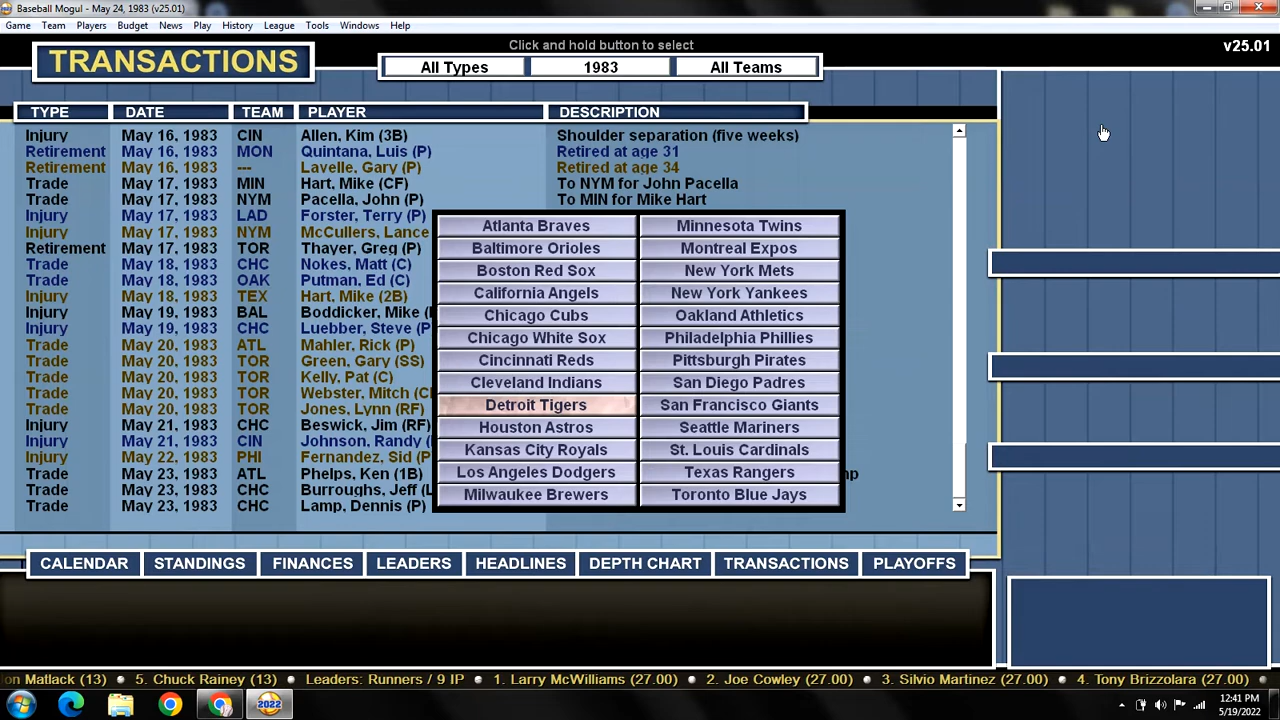 Baseball Mogul - May 24, 1983 (v25.01)
Game Team Players Budget News Play History League Tools Windows Help
Click and hold button to select
v25.01
TRANSACTIONS
All Types 1983 All Teams
TYPE DATE TEAM PLAYER DESCRIPTION
Injury May 16, 1983 CIN Allen, Kim (3B) Shoulder separation (five weeks)
Retirement May 16, 1983 MON Quintana, Luis (P) Retired at age 31
Retirement May 16, 1983 --- Lavelle, Gary (P) Retired at age 34
Trade May 17, 1983 MIN Hart, Mike (CF) To NYM for John Pacella
Trade May 17, 1983 NYM Pacella, John (P) To MIN for Mike Hart
Injury May 17, 1983 LAD Forster, Terry (P)
Injury May 17, 1983 NYM McCullers, Lance
Retirement May 17, 1983 TOR Thayer, Greg (P)
Trade May 18, 1983 CHC Nokes, Matt (C)
Trade May 18, 1983 OAK Putman, Ed (C)
Injury May 18, 1983 TEX Hart, Mike (2B)
Injury May 19, 1983 BAL Boddicker, Mike
Injury May 19, 1983 CHC Luebber, Steve (P
Trade May 20, 1983 ATL Mahler, Rick (P)
Trade May 20, 1983 TOR Green, Gary (SS)
Trade May 20, 1983 TOR Kelly, Pat (C)
Trade May 20, 1983 TOR Webster, Mitch (C
Trade May 20, 1983 TOR Jones, Lynn (RF)
Injury May 21, 1983 CHC Beswick, Jim (RF)
Injury May 21, 1983 CIN Johnson, Randy
Injury May 22, 1983 PHI Fernandez, Sid (P)
Trade May 23, 1983 ATL Phelps, Ken (1B) mp
Trade May 23, 1983 CHC Burroughs, Jeff (L
Trade May 23, 1983 CHC Lamp, Dennis (P)
Atlanta Braves Minnesota Twins
Baltimore Orioles Montreal Expos
Boston Red Sox New York Mets
California Angels New York Yankees
Chicago Cubs Oakland Athletics
Chicago White Sox Philadelphia Phillies
Cincinnati Reds Pittsburgh Pirates
Cleveland Indians San Diego Padres
Detroit Tigers San Francisco Giants
Houston Astros Seattle Mariners
Kansas City Royals St. Louis Cardinals
Los Angeles Dodgers Texas Rangers
Milwaukee Brewers Toronto Blue Jays
CALENDAR STANDINGS FINANCES LEADERS HEADLINES DEPTH CHART TRANSACTIONS PLAYOFFS
on Matlack (13) 5. Chuck Rainey (13) Leaders: Runners / 9 IP 1. Larry McWilliams (27.00) 2. Joe Cowley (27.00) 3. Silvio Martinez (27.00) 4. Tony Brizzolara (27.00)
2022
12:41 PM
5/19/2022